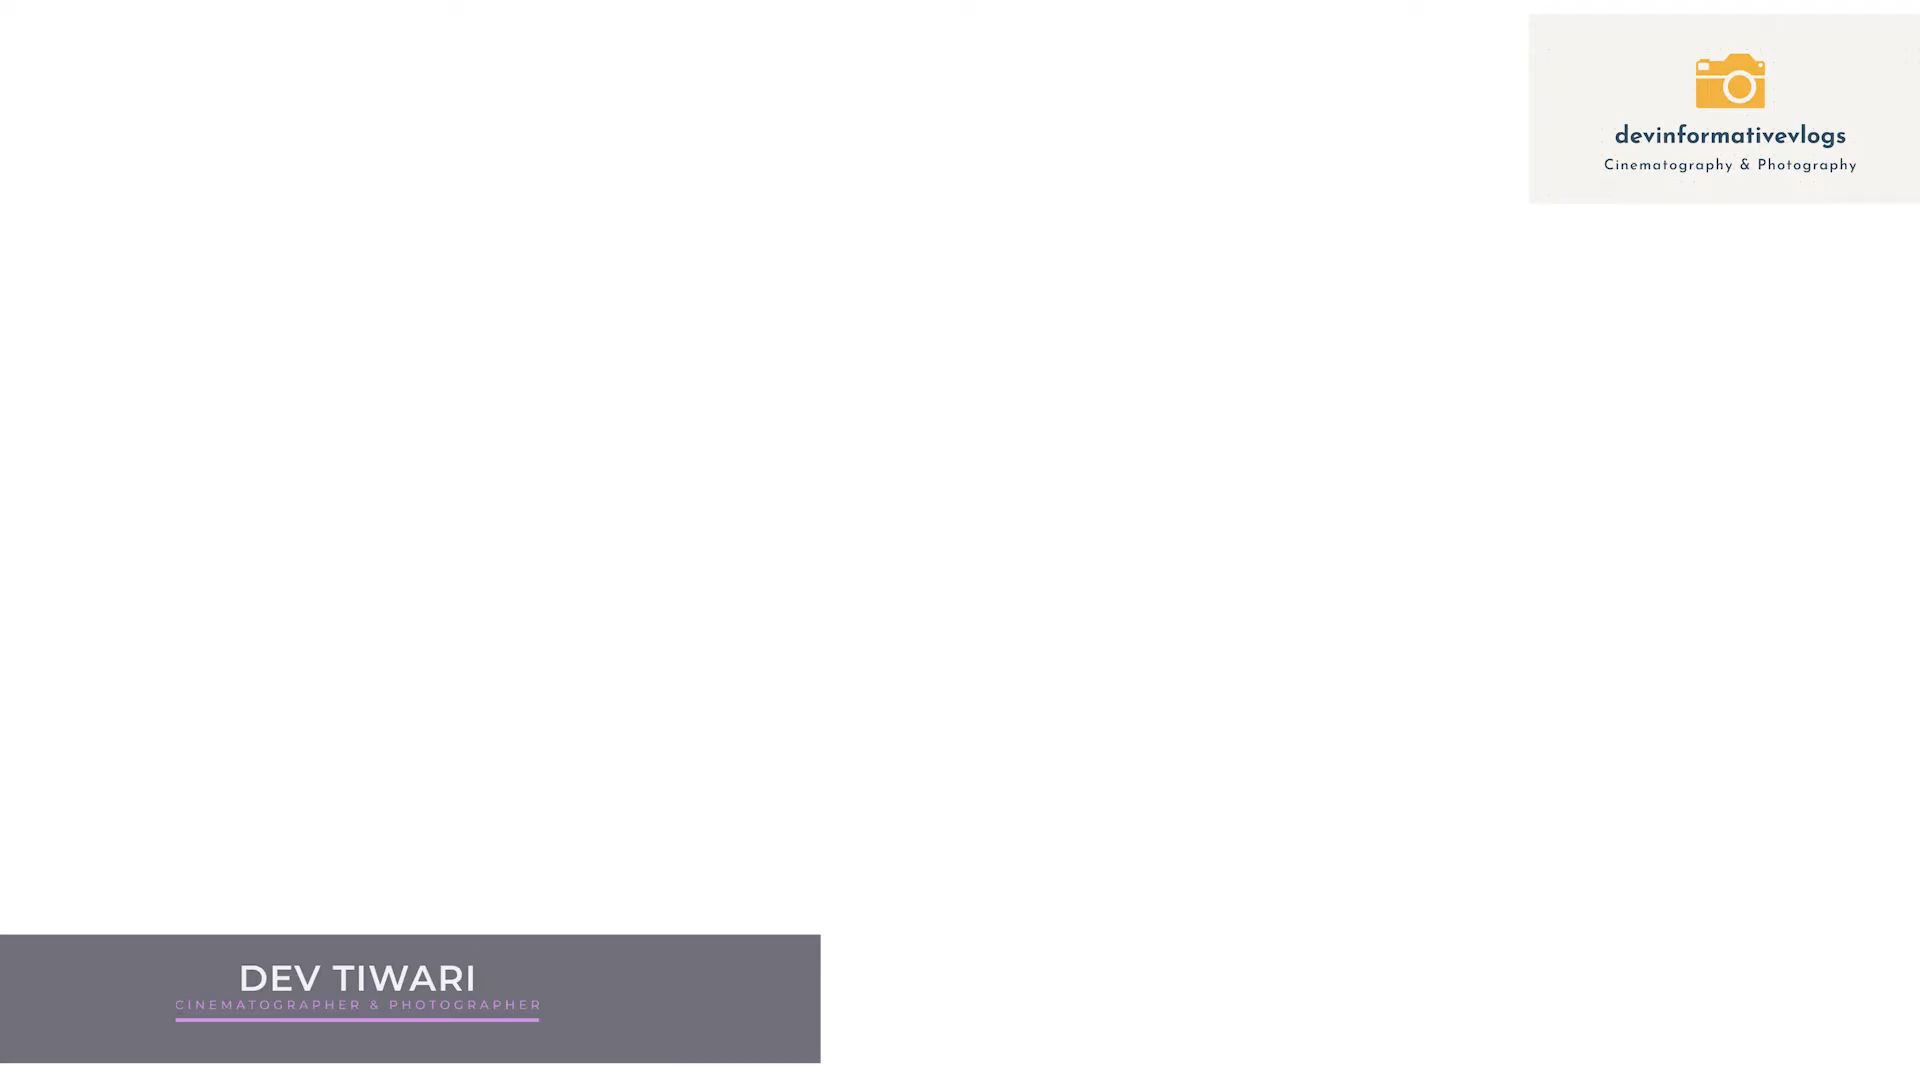 devinformativevlogs
Cinematography & Photography
DEV TIWARI
CINEMATOGRAPHER & PHOTOGRAPHER